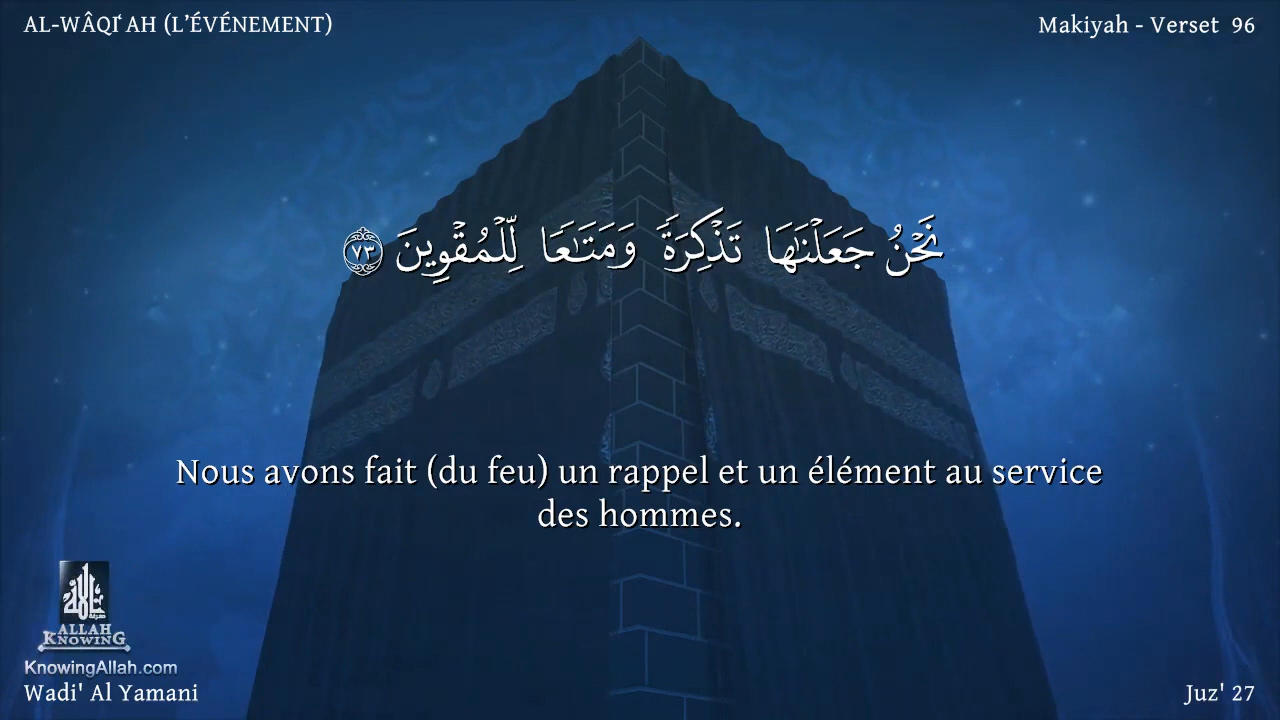 AL-WÂQI‘AH (L’ÉVÉNEMENT)
Makiyah - Verset 96
نَحْنُ جَعَلْنَٰهَا تَذْكِرَةً وَمَتَٰعًا لِّلْمُقْوِينَ ٧٣
Nous avons fait (du feu) un rappel et un élément au service
des hommes.
ALLAH
KNOWING
KnowingAllah.com
Wadi' Al Yamani
Juz' 27